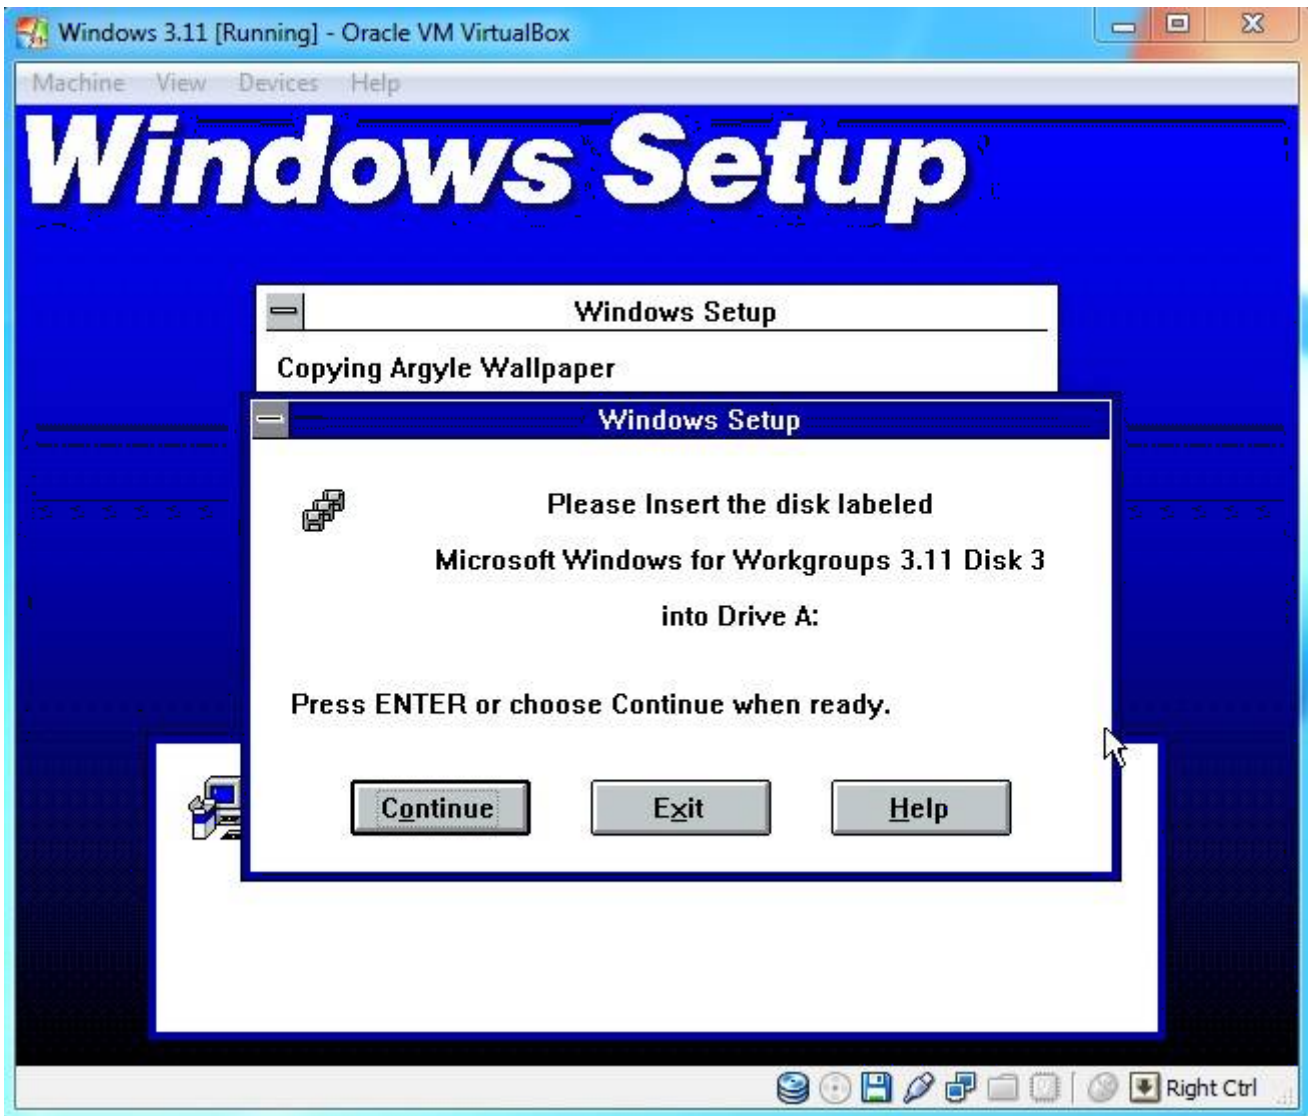 Windows 3.11 [Running] - Oracle VM VirtualBox
Machine View Devices Help
Windows Setup
Windows Setup
Copying Argyle Wallpaper
Windows Setup
Please Insert the disk labeled
Microsoft Windows for Workgroups 3.11 Disk 3
into Drive A:
Press ENTER or choose Continue when ready.
Continue Exit Help
Right Ctrl